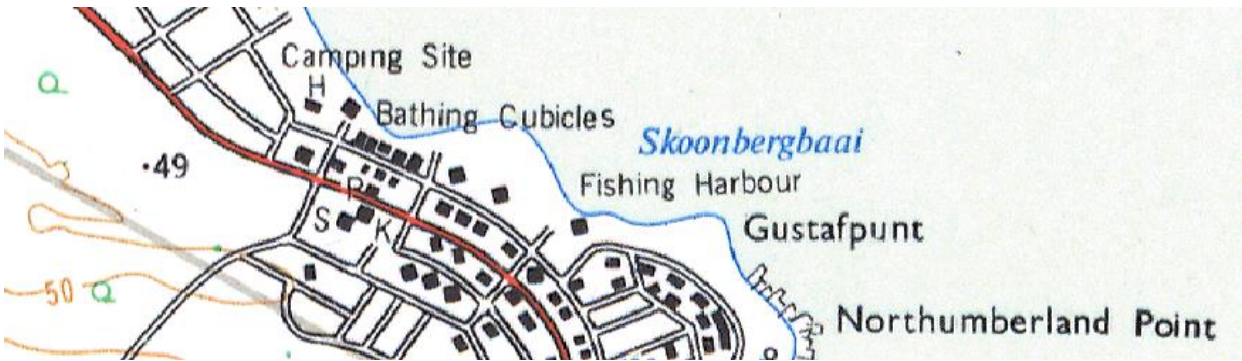 Camping Site
H
Bathing Cubicles
Skoonbergbaai
·49
P
Fishing Harbour
S
K
Gustafpunt
50
Northumberland Point